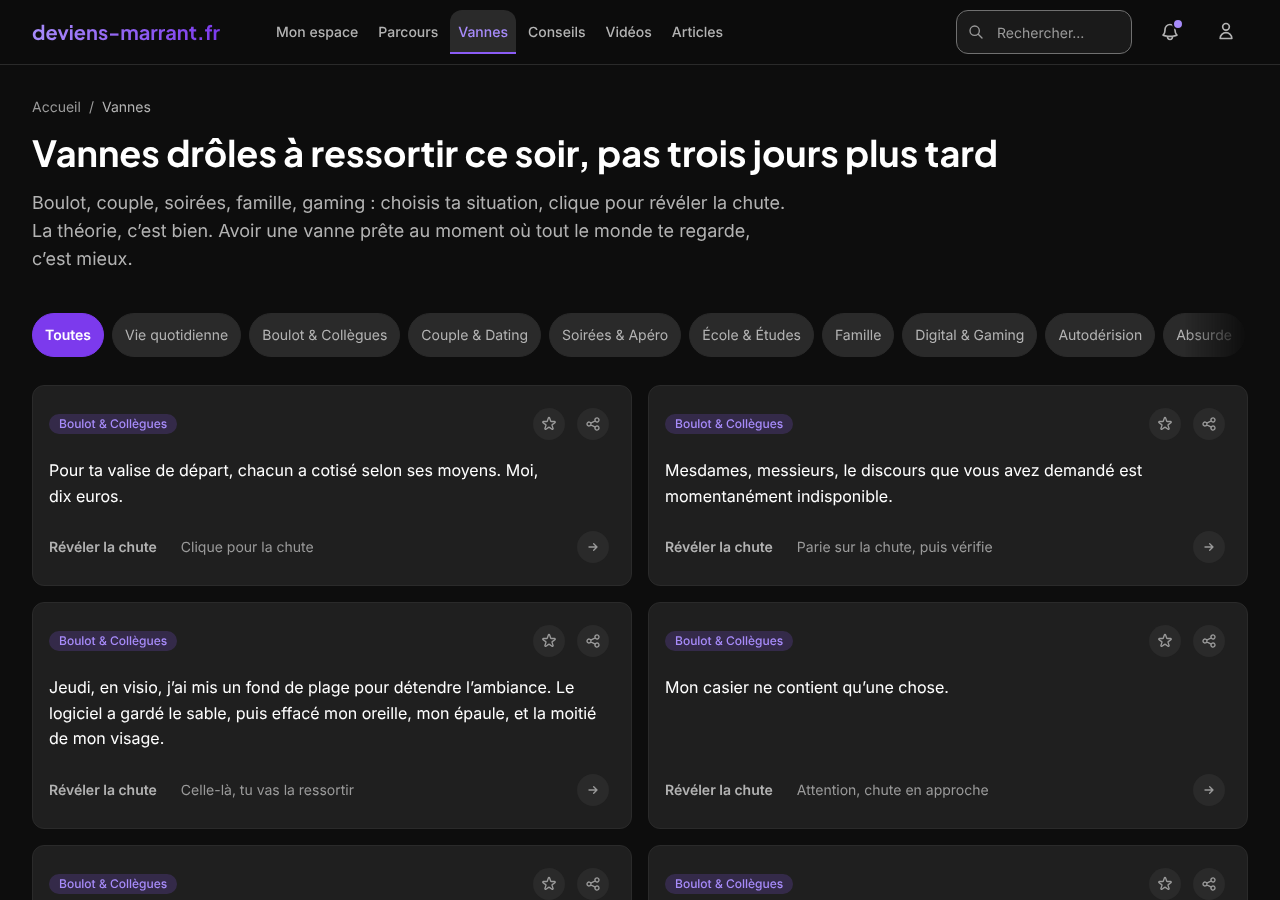 deviens-marrant.fr
Mon espace Parcours Vannes Conseils Vidéos Articles
Rechercher...
Accueil / Vannes
Vannes drôles à ressortir ce soir, pas trois jours plus tard
Boulot, couple, soirées, famille, gaming : choisis ta situation, clique pour révéler la chute.
La théorie, c’est bien. Avoir une vanne prête au moment où tout le monde te regarde,
c’est mieux.
Toutes Vie quotidienne Boulot & Collègues Couple & Dating Soirées & Apéro École & Études Famille Digital & Gaming Autodérision Absurde
Boulot & Collègues
Pour ta valise de départ, chacun a cotisé selon ses moyens. Moi,
dix euros.
Révéler la chute Clique pour la chute
Boulot & Collègues
Mesdames, messieurs, le discours que vous avez demandé est
momentanément indisponible.
Révéler la chute Parie sur la chute, puis vérifie
Boulot & Collègues
Jeudi, en visio, j’ai mis un fond de plage pour détendre l’ambiance. Le
logiciel a gardé le sable, puis effacé mon oreille, mon épaule, et la moitié
de mon visage.
Révéler la chute Celle-là, tu vas la ressortir
Boulot & Collègues
Mon casier ne contient qu’une chose.
Révéler la chute Attention, chute en approche
Boulot & Collègues
Boulot & Collègues